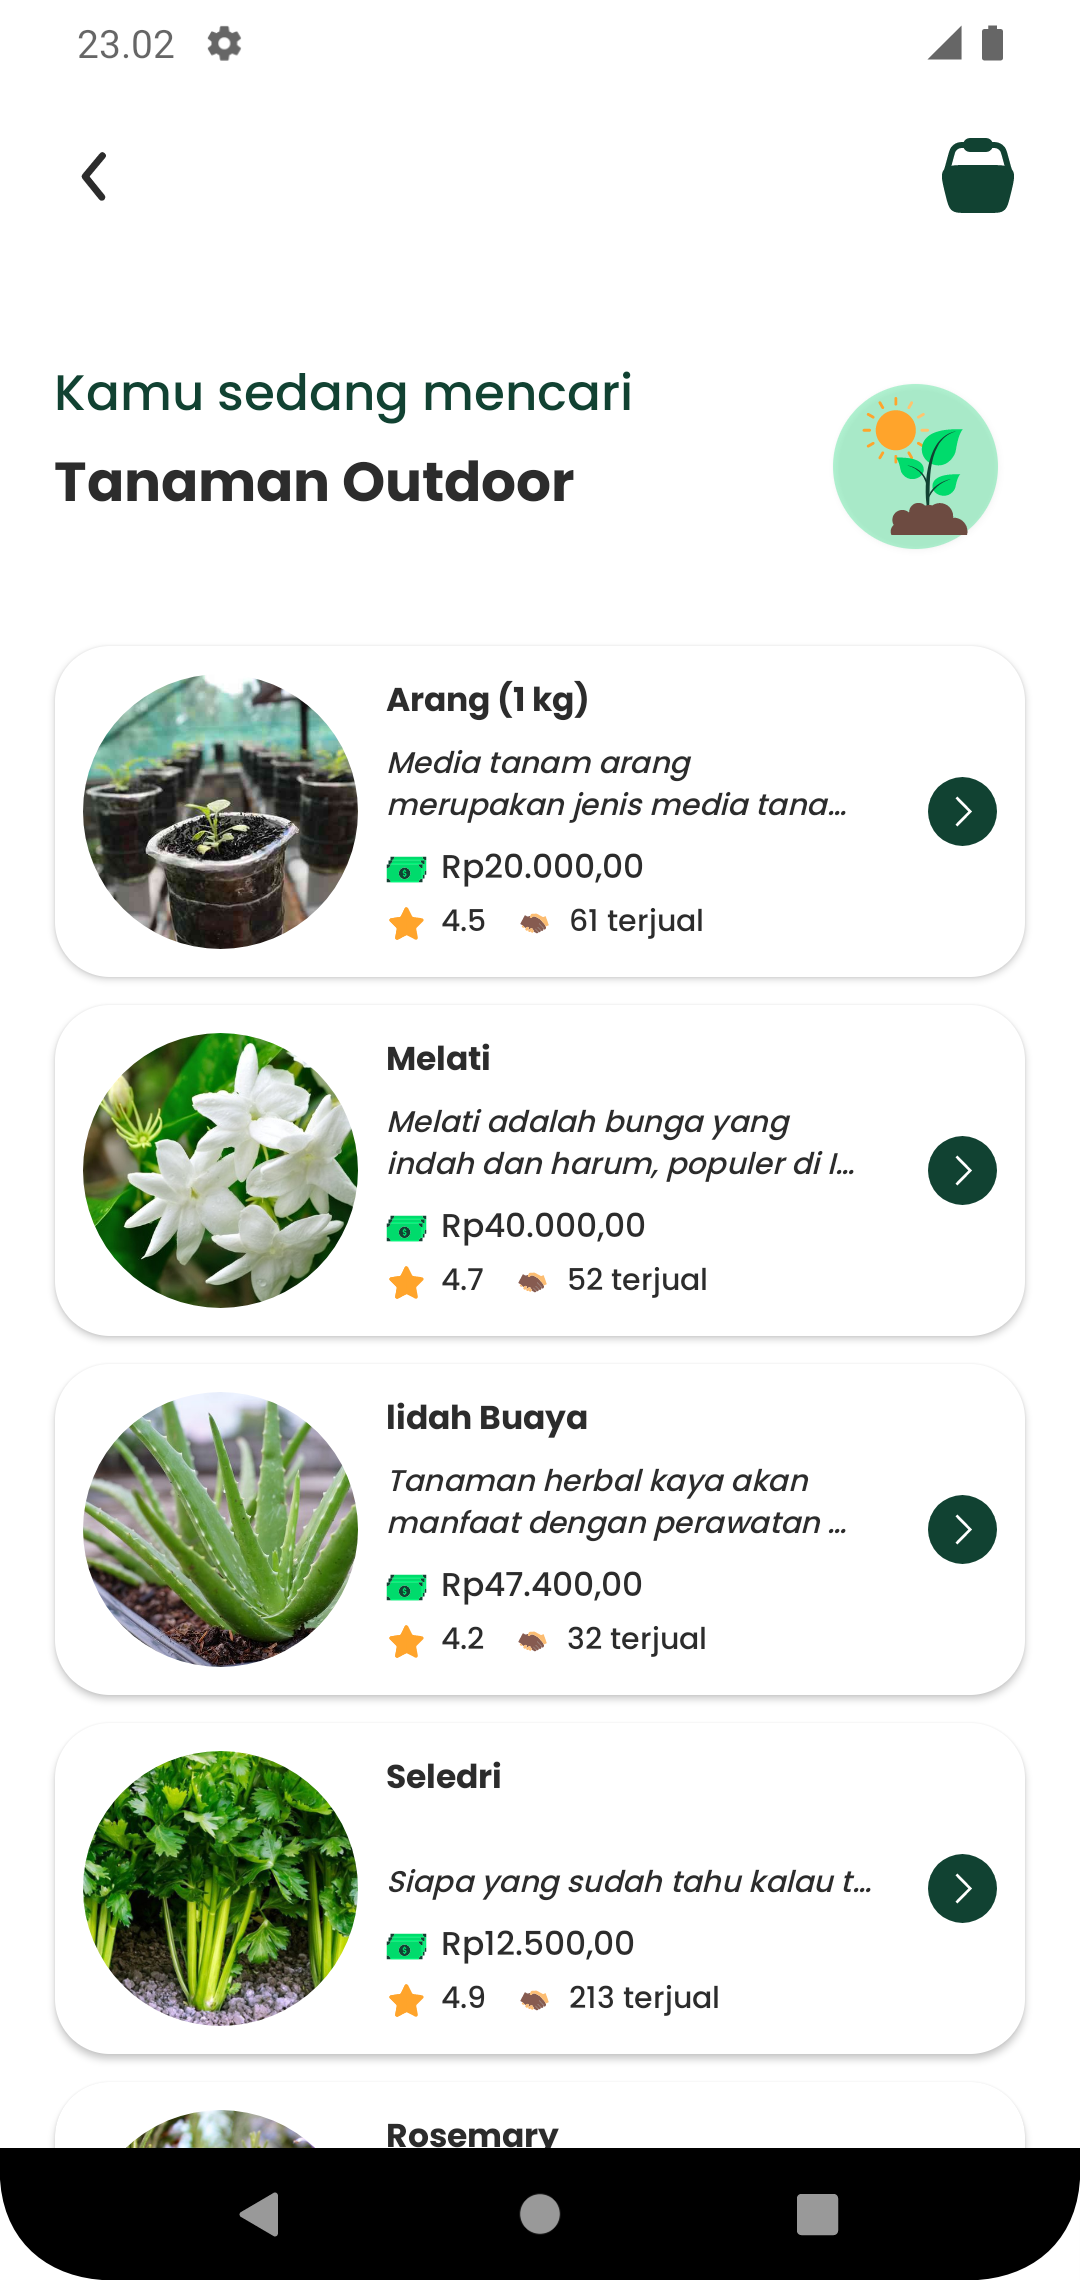 23.02
Kamu sedang mencari
Tanaman Outdoor
Arang (1 kg)
Media tanam arang
merupakan jenis media tana...
Rp20.000,00
4.5 61 terjual
Melati
Melati adalah bunga yang
indah dan harum, populer di I...
Rp40.000,00
4.7 52 terjual
lidah Buaya
Tanaman herbal kaya akan
manfaat dengan perawatan ...
Rp47.400,00
4.2 32 terjual
Seledri
Siapa yang sudah tahu kalau t...
Rp12.500,00
4.9 213 terjual
Rosemary